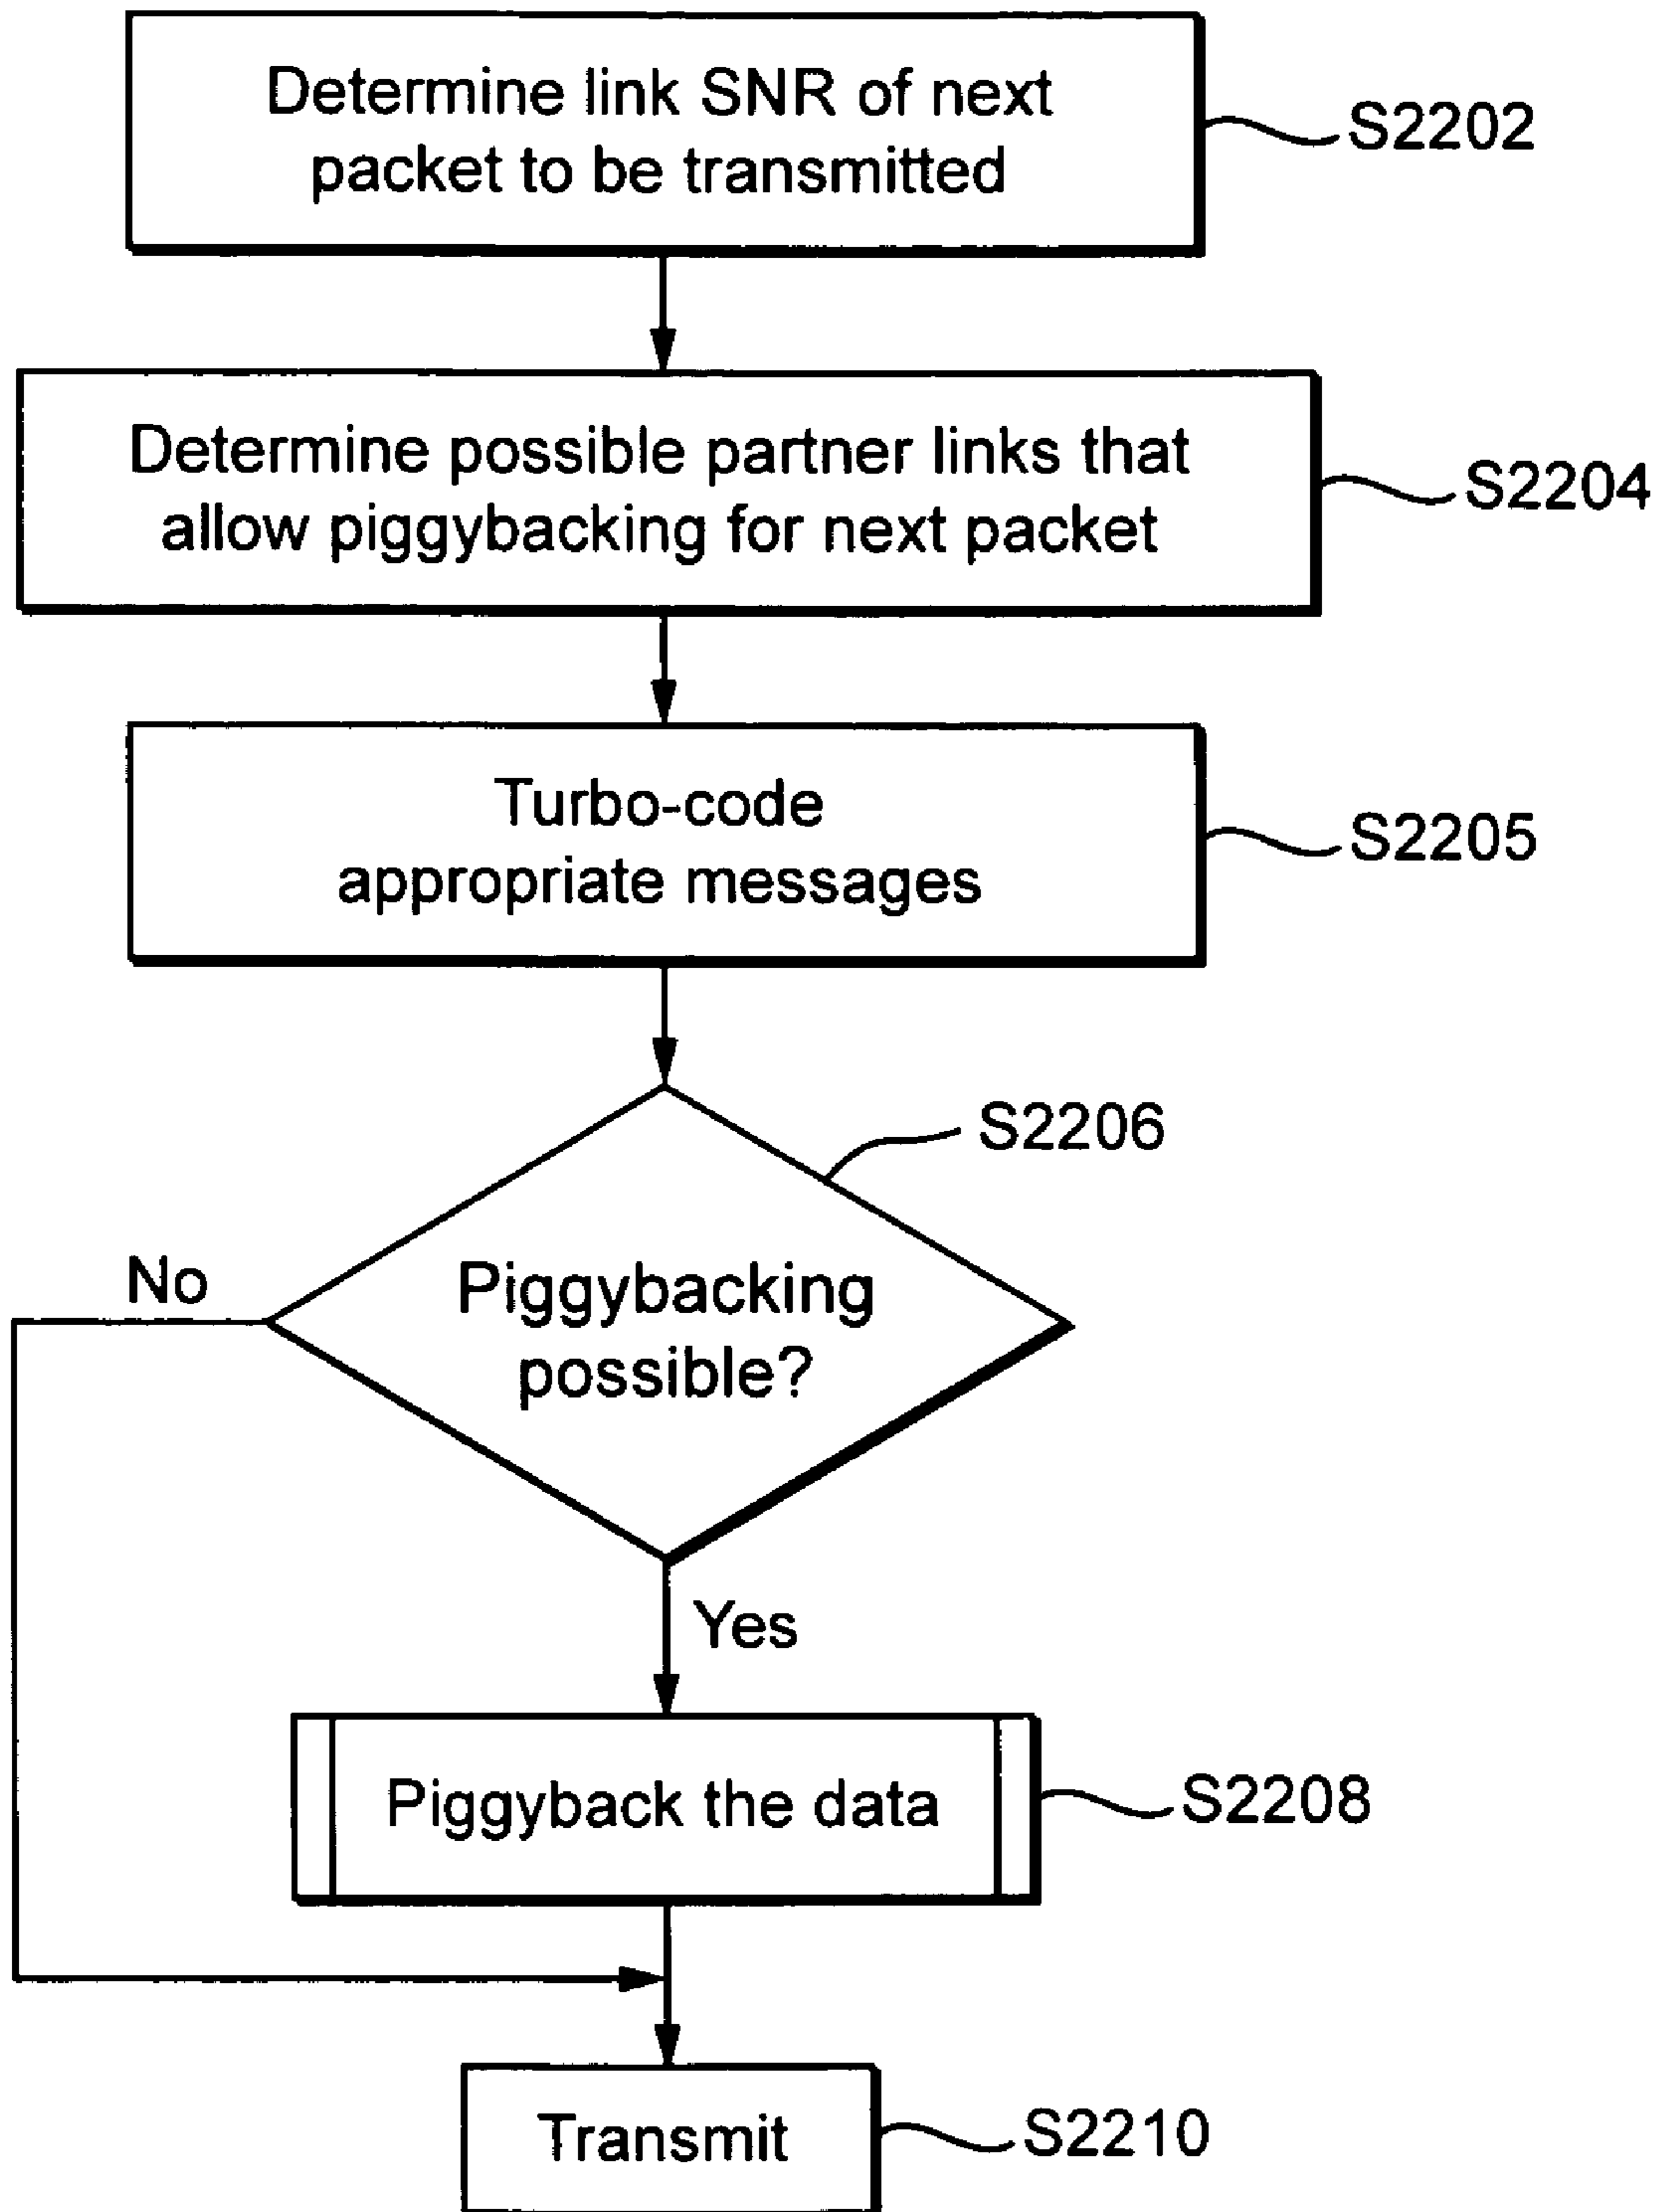 Determine link SNR of next
packet to be transmitted
S2202
Determine possible partner links that
allow piggybacking for next packet
S2204
Turbo-code
appropriate messages
S2205
S2206
No
Piggybacking
possible?
Yes
Piggyback the data
S2208
Transmit
S2210